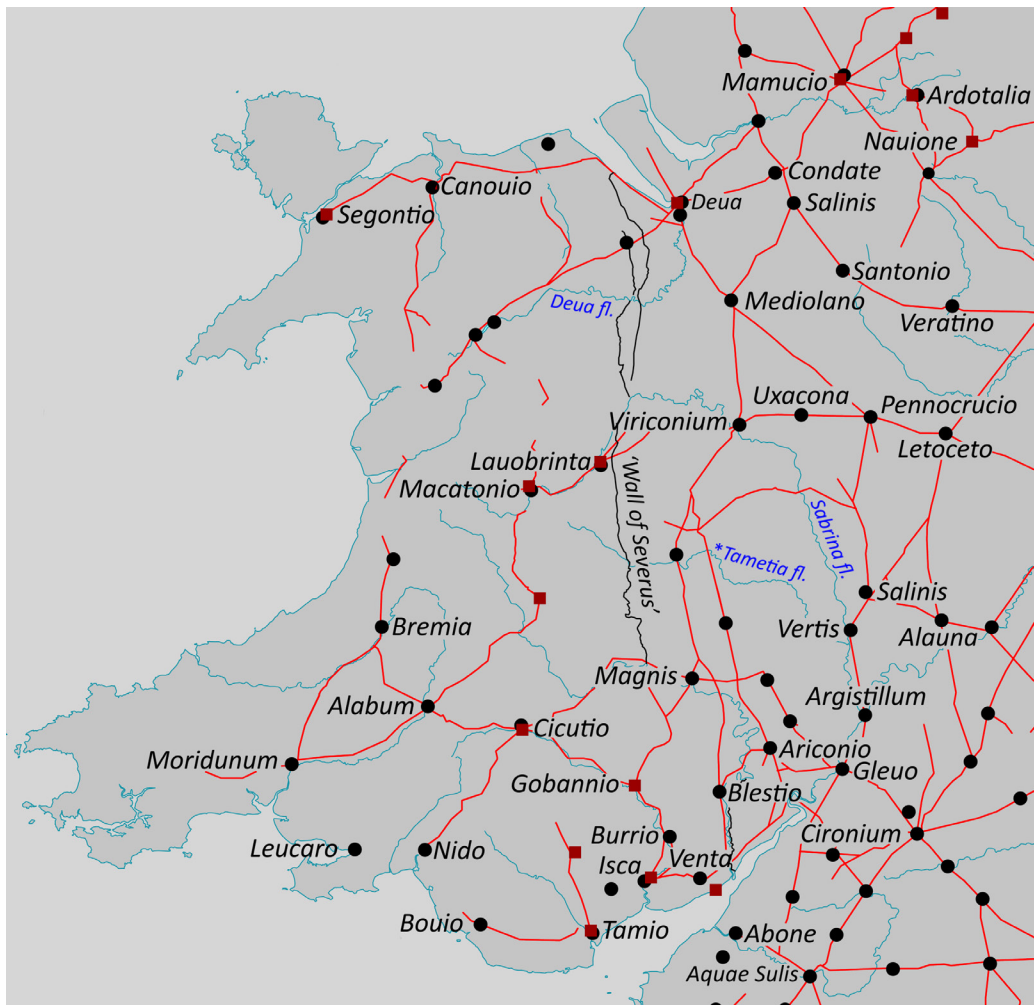 Mamucio
Ardotalia
Nauione
Condate
Canouio
Segontio
Deua
Salinis
Santonio
Deua fl.
Mediolano
Veratino
Uxacona
Pennocrucio
Viriconium
Letoceto
Lauobrinta
Macatonio
'Wall of Severus'
Sabrina fl.
*Tametia fl.
Salinis
Bremia
Vertis
Alauna
Magnis
Alabum
Argistillum
Cicutio
Moridunum
Ariconio
Gleuo
Gobannio
Blestio
Burrio
Cironium
Leucaro
Nido
Isca
Venta
Bouio
Tamio
Abone
Aquae Sulis